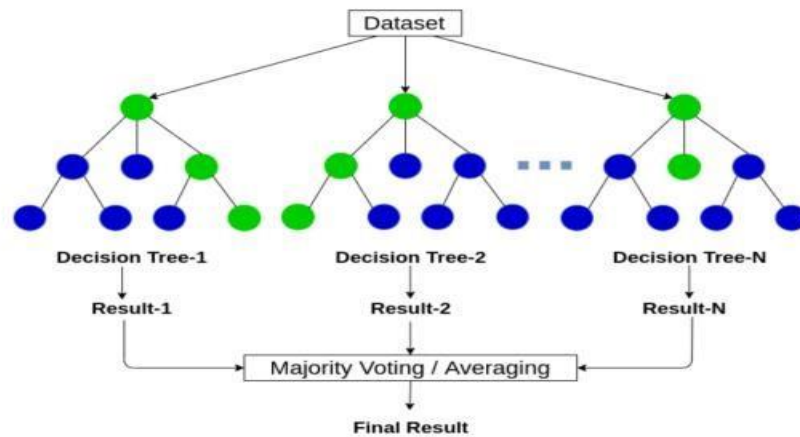 Dataset
Decision Tree-1 Decision Tree-2 Decision Tree-N
Result-1 Result-2 Result-N
Majority Voting / Averaging
Final Result